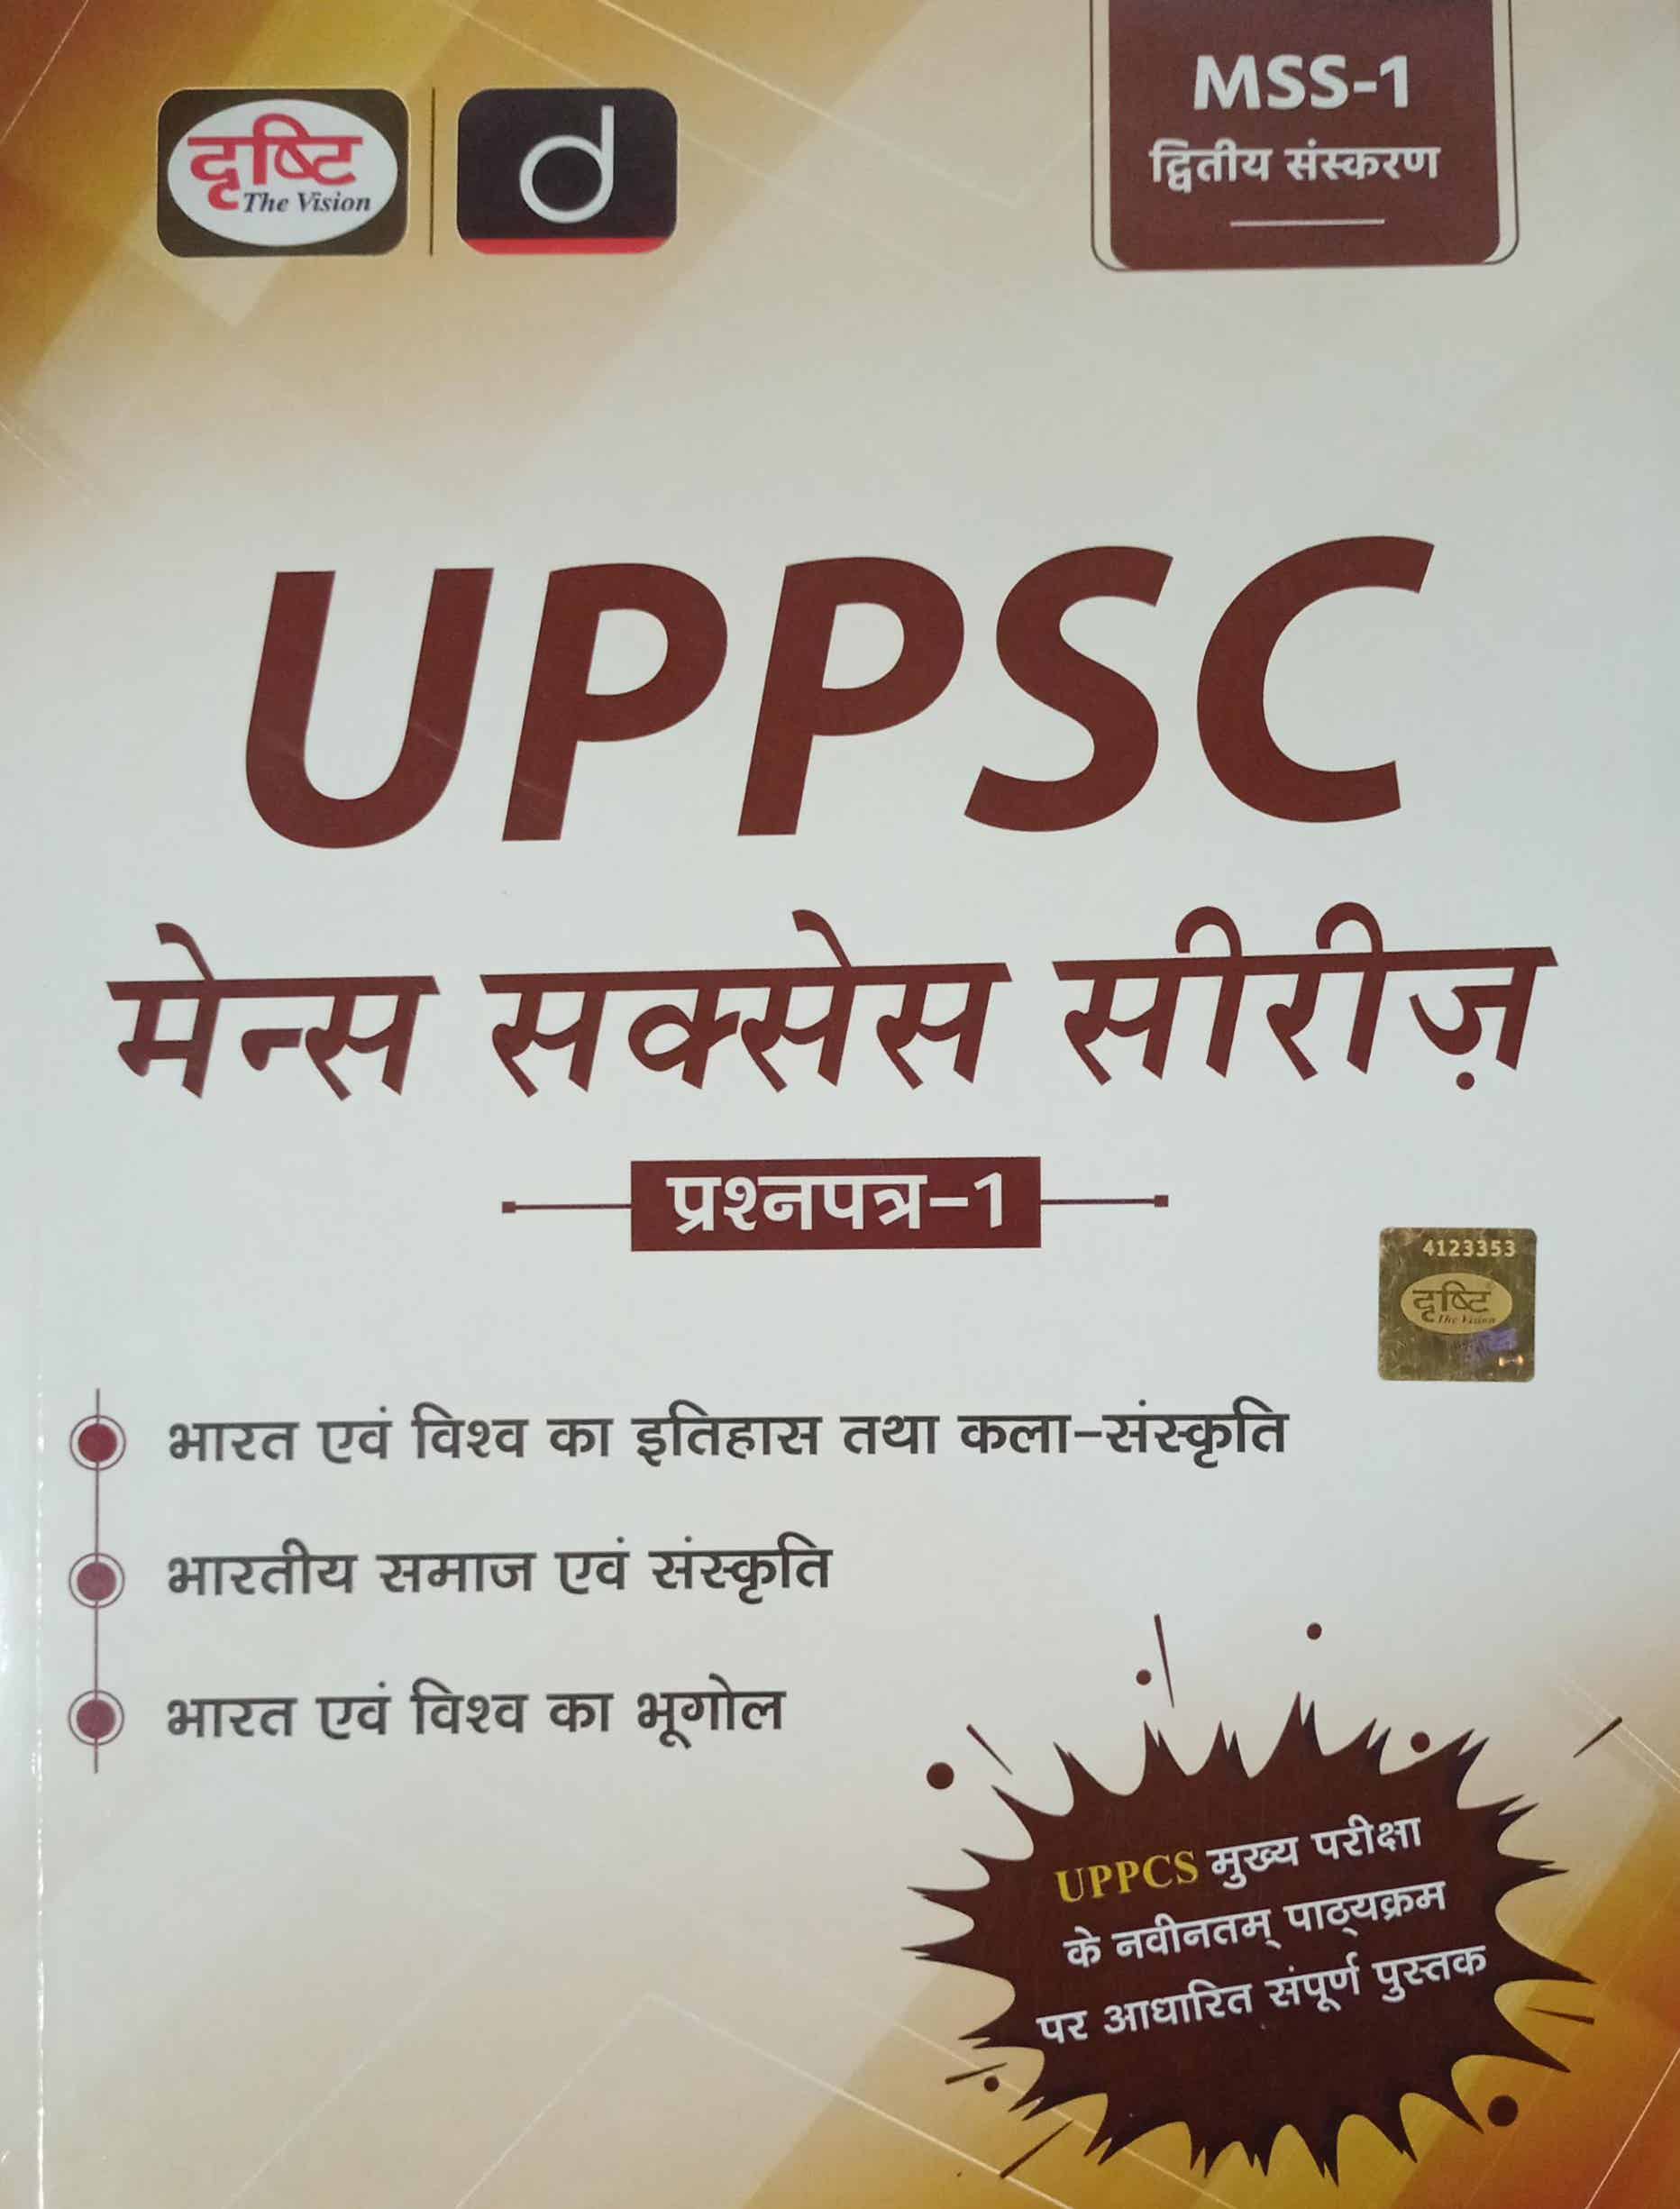 दृष्टि
The Vision
d
MSS-1
द्वितीय संस्करण
UPPSC
मेन्स सक्सेस सीरीज़
प्रश्नपत्र-1
4123353
दृष्टि
The Vision
भारत एवं विश्व का इतिहास तथा कला-संस्कृति
भारतीय समाज एवं संस्कृति
भारत एवं विश्व का भूगोल
UPPCS मुख्य परीक्षा
के नवीनतम् पाठ्यक्रम
पर आधारित संपूर्ण पुस्तक